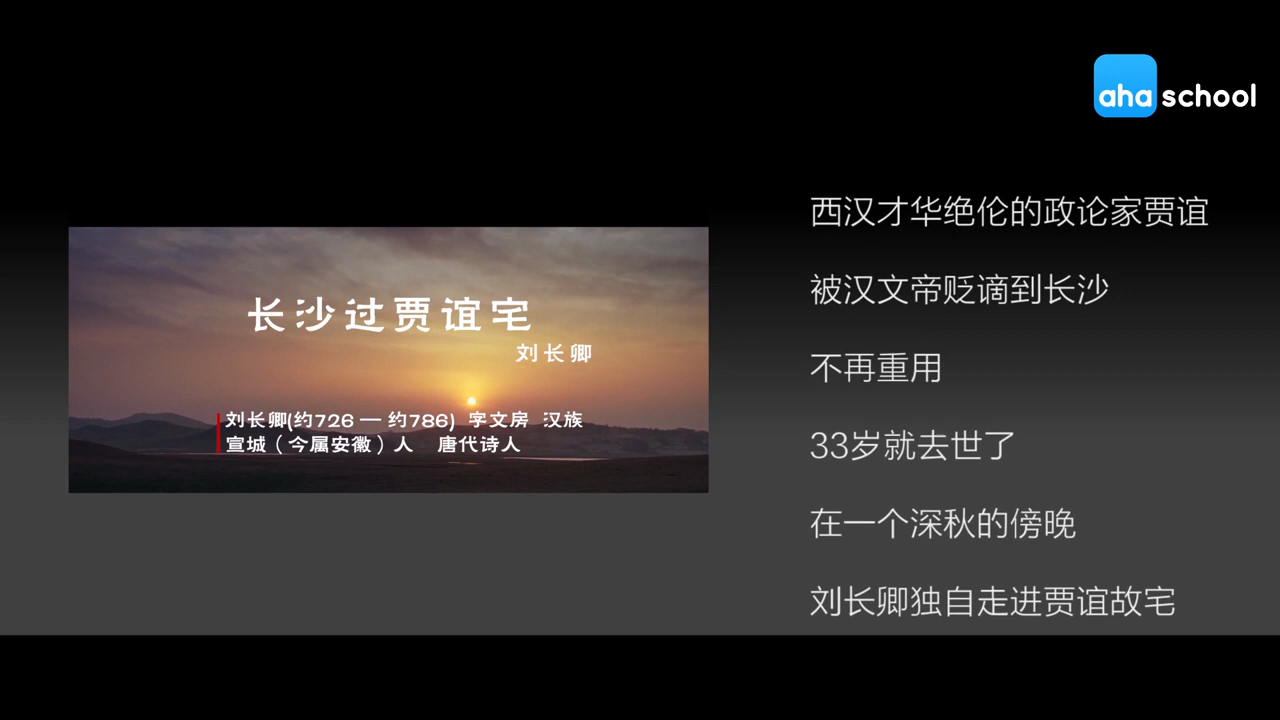 aha school
长沙过贾谊宅
刘长卿
刘长卿(约726 — 约786) 字文房 汉族
宣城（今属安徽）人 唐代诗人
西汉才华绝伦的政论家贾谊
被汉文帝贬谪到长沙
不再重用
33岁就去世了
在一个深秋的傍晚
刘长卿独自走进贾谊故宅